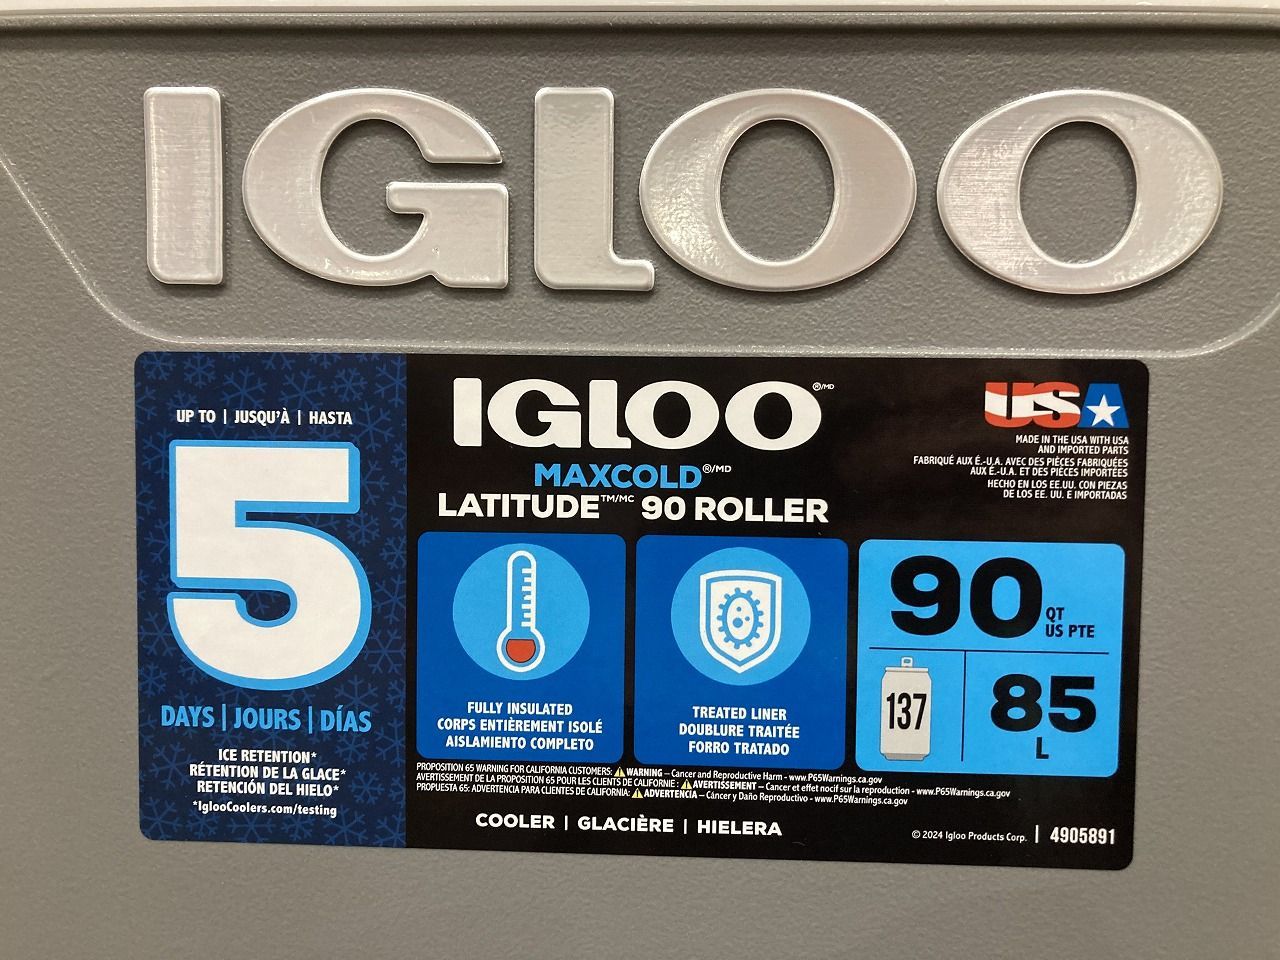 IGLOO
UP TO | JUSQU'À | HASTA
5
DAYS | JOURS | DÍAS
ICE RETENTION*
RÉTENTION DE LA GLACE*
RETENCIÓN DEL HIELO*
*IglooCoolers.com/testing
IGLOO®/MD
MAXCOLD®/MD
LATITUDE™/MC 90 ROLLER
USA
MADE IN THE USA WITH USA
AND IMPORTED PARTS
FABRIQUÉ AUX É.-U.A. AVEC DES PIÈCES FABRIQUÉES
AUX É.-U.A. ET DES PIÈCES IMPORTÉES
HECHO EN LOS EE.UU. CON PIEZAS
DE LOS EE. UU. E IMPORTADAS
FULLY INSULATED
CORPS ENTIÈREMENT ISOLÉ
AISLAMIENTO COMPLETO
TREATED LINER
DOUBLURE TRAITÉE
FORRO TRATADO
90 QT
US PTE
137
85
L
PROPOSITION 65 WARNING FOR CALIFORNIA CUSTOMERS: ⚠ WARNING – Cancer and Reproductive Harm - www.P65Warnings.ca.gov
AVERTISSEMENT DE LA PROPOSITION 65 POUR LES CLIENTS DE CALIFORNIE: ⚠ AVERTISSEMENT – Cancer et effet nocif sur la reproduction - www.P65Warnings.ca.gov
PROPUESTA 65: ADVERTENCIA PARA CLIENTES DE CALIFORNIA: ⚠ ADVERTENCIA – Cáncer y Daño Reproductivo - www.P65Warnings.ca.gov
COOLER | GLACIÈRE | HIELERA
© 2024 Igloo Products Corp. | 4905891